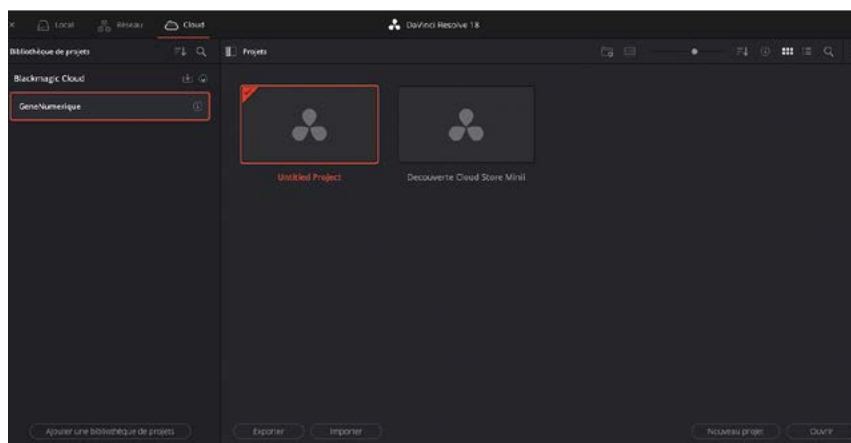 Local Réseau Cloud DaVinci Resolve 18
Bibliothèque de projets
Projets
Blackmagic Cloud
GeneNumerique
Untitled Project
Decouverte Cloud Store Minii
Ajouter une bibliothèque de projets
Exporter
Importer
Nouveau projet
Ouvrir